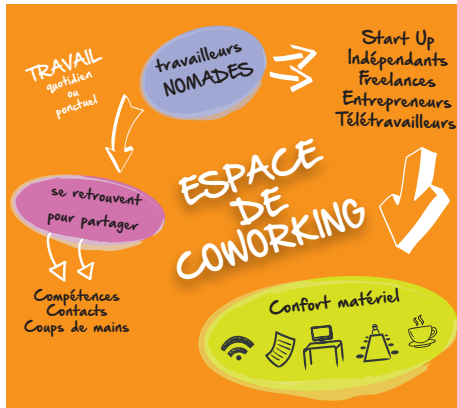 TRAVAIL
quotidien
ou
ponctuel
travailleurs
NOMADES
Start Up
Indépendants
Freelances
Entrepreneurs
Télétravailleurs
ESPACE
DE
COWORKING
se retrouvent
pour partager
Compétences
Contacts
Coups de mains
Confort matériel